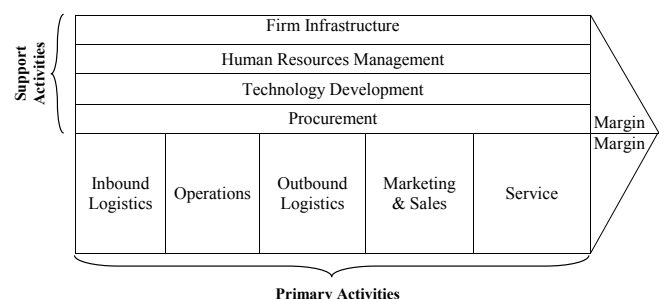 Support
Activities
Firm Infrastructure
Human Resources Management
Technology Development
Procurement
Margin
Margin
Inbound
Logistics
Operations
Outbound
Logistics
Marketing
& Sales
Service
Primary Activities